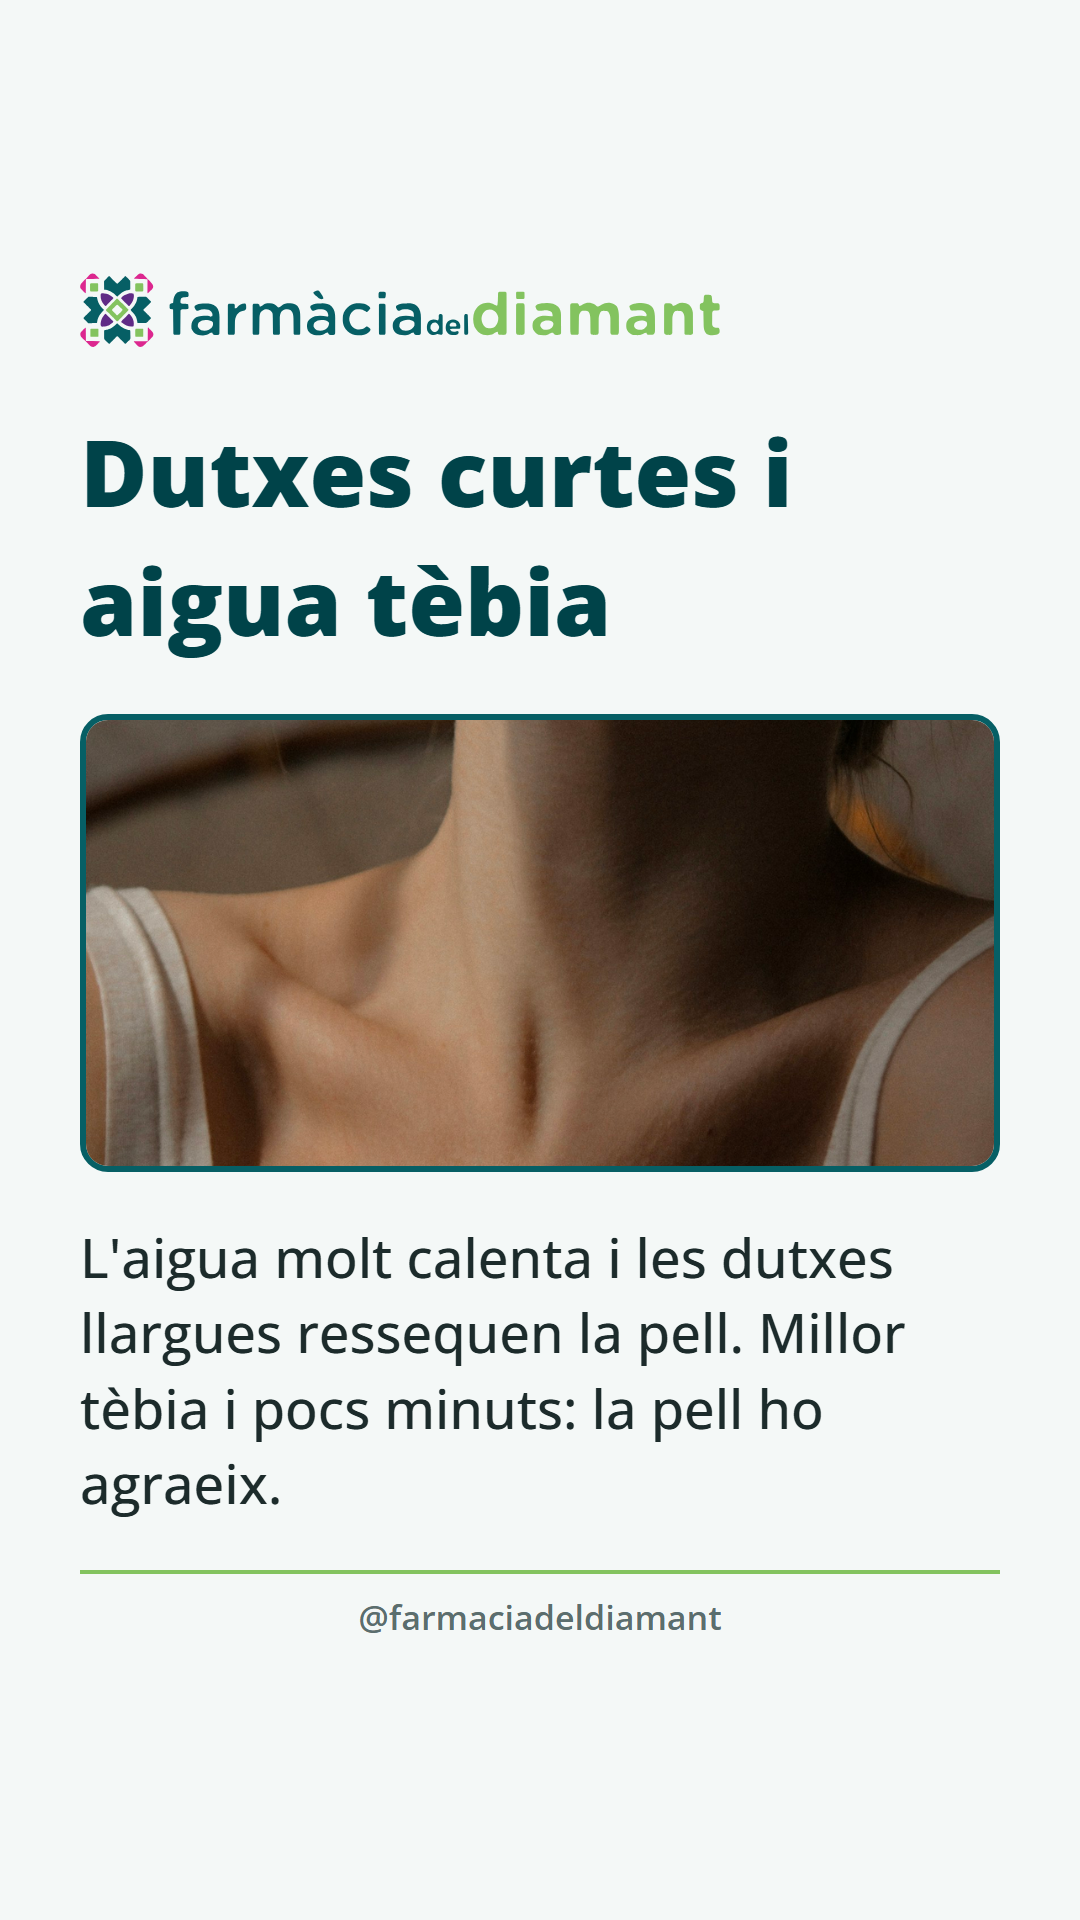 farmàciadeldiamant
Dutxes curtes i
aigua tèbia
L'aigua molt calenta i les dutxes
llargues ressequen la pell. Millor
tèbia i pocs minuts: la pell ho
agraeix.
@farmaciadeldiamant